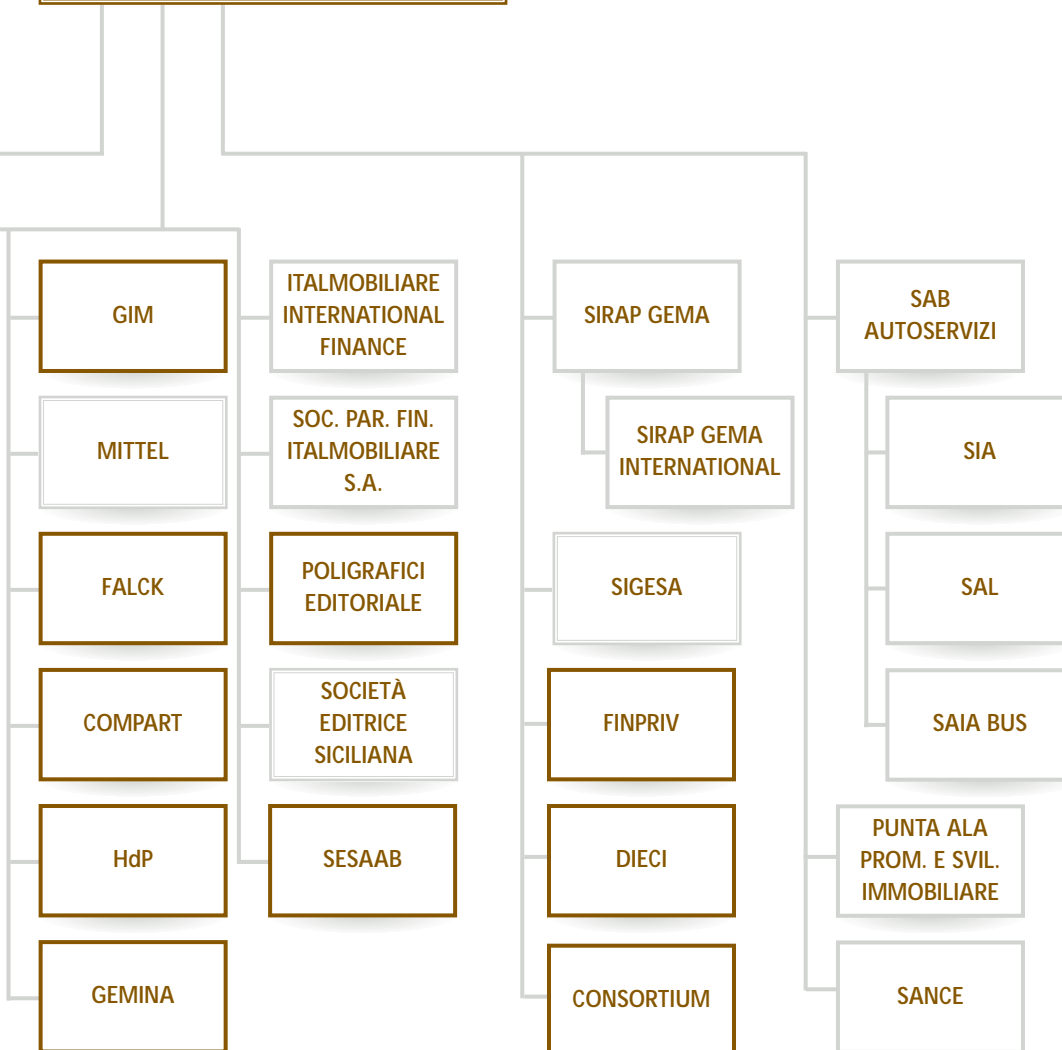 GIM
MITTEL
FALCK
COMPART
HdP
GEMINA
ITALMOBILIARE
INTERNATIONAL
FINANCE
SOC. PAR. FIN.
ITALMOBILIARE
S.A.
POLIGRAFICI
EDITORIALE
SOCIETÀ
EDITRICE
SICILIANA
SESAAB
SIRAP GEMA
SIRAP GEMA
INTERNATIONAL
SIGESA
FINPRIV
DIECI
CONSORTIUM
SAB
AUTOSERVIZI
SIA
SAL
SAIA BUS
PUNTA ALA
PROM. E SVIL.
IMMOBILIARE
SANCE